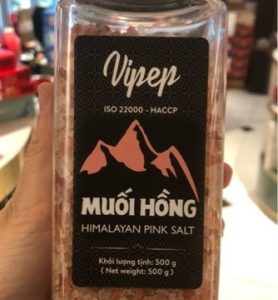 Vipep
ISO 22000 - HACCP
MUỐI HỒNG
HIMALAYAN PINK SALT
Khối lượng tịnh: 500 g
( Net weight: 500 g )